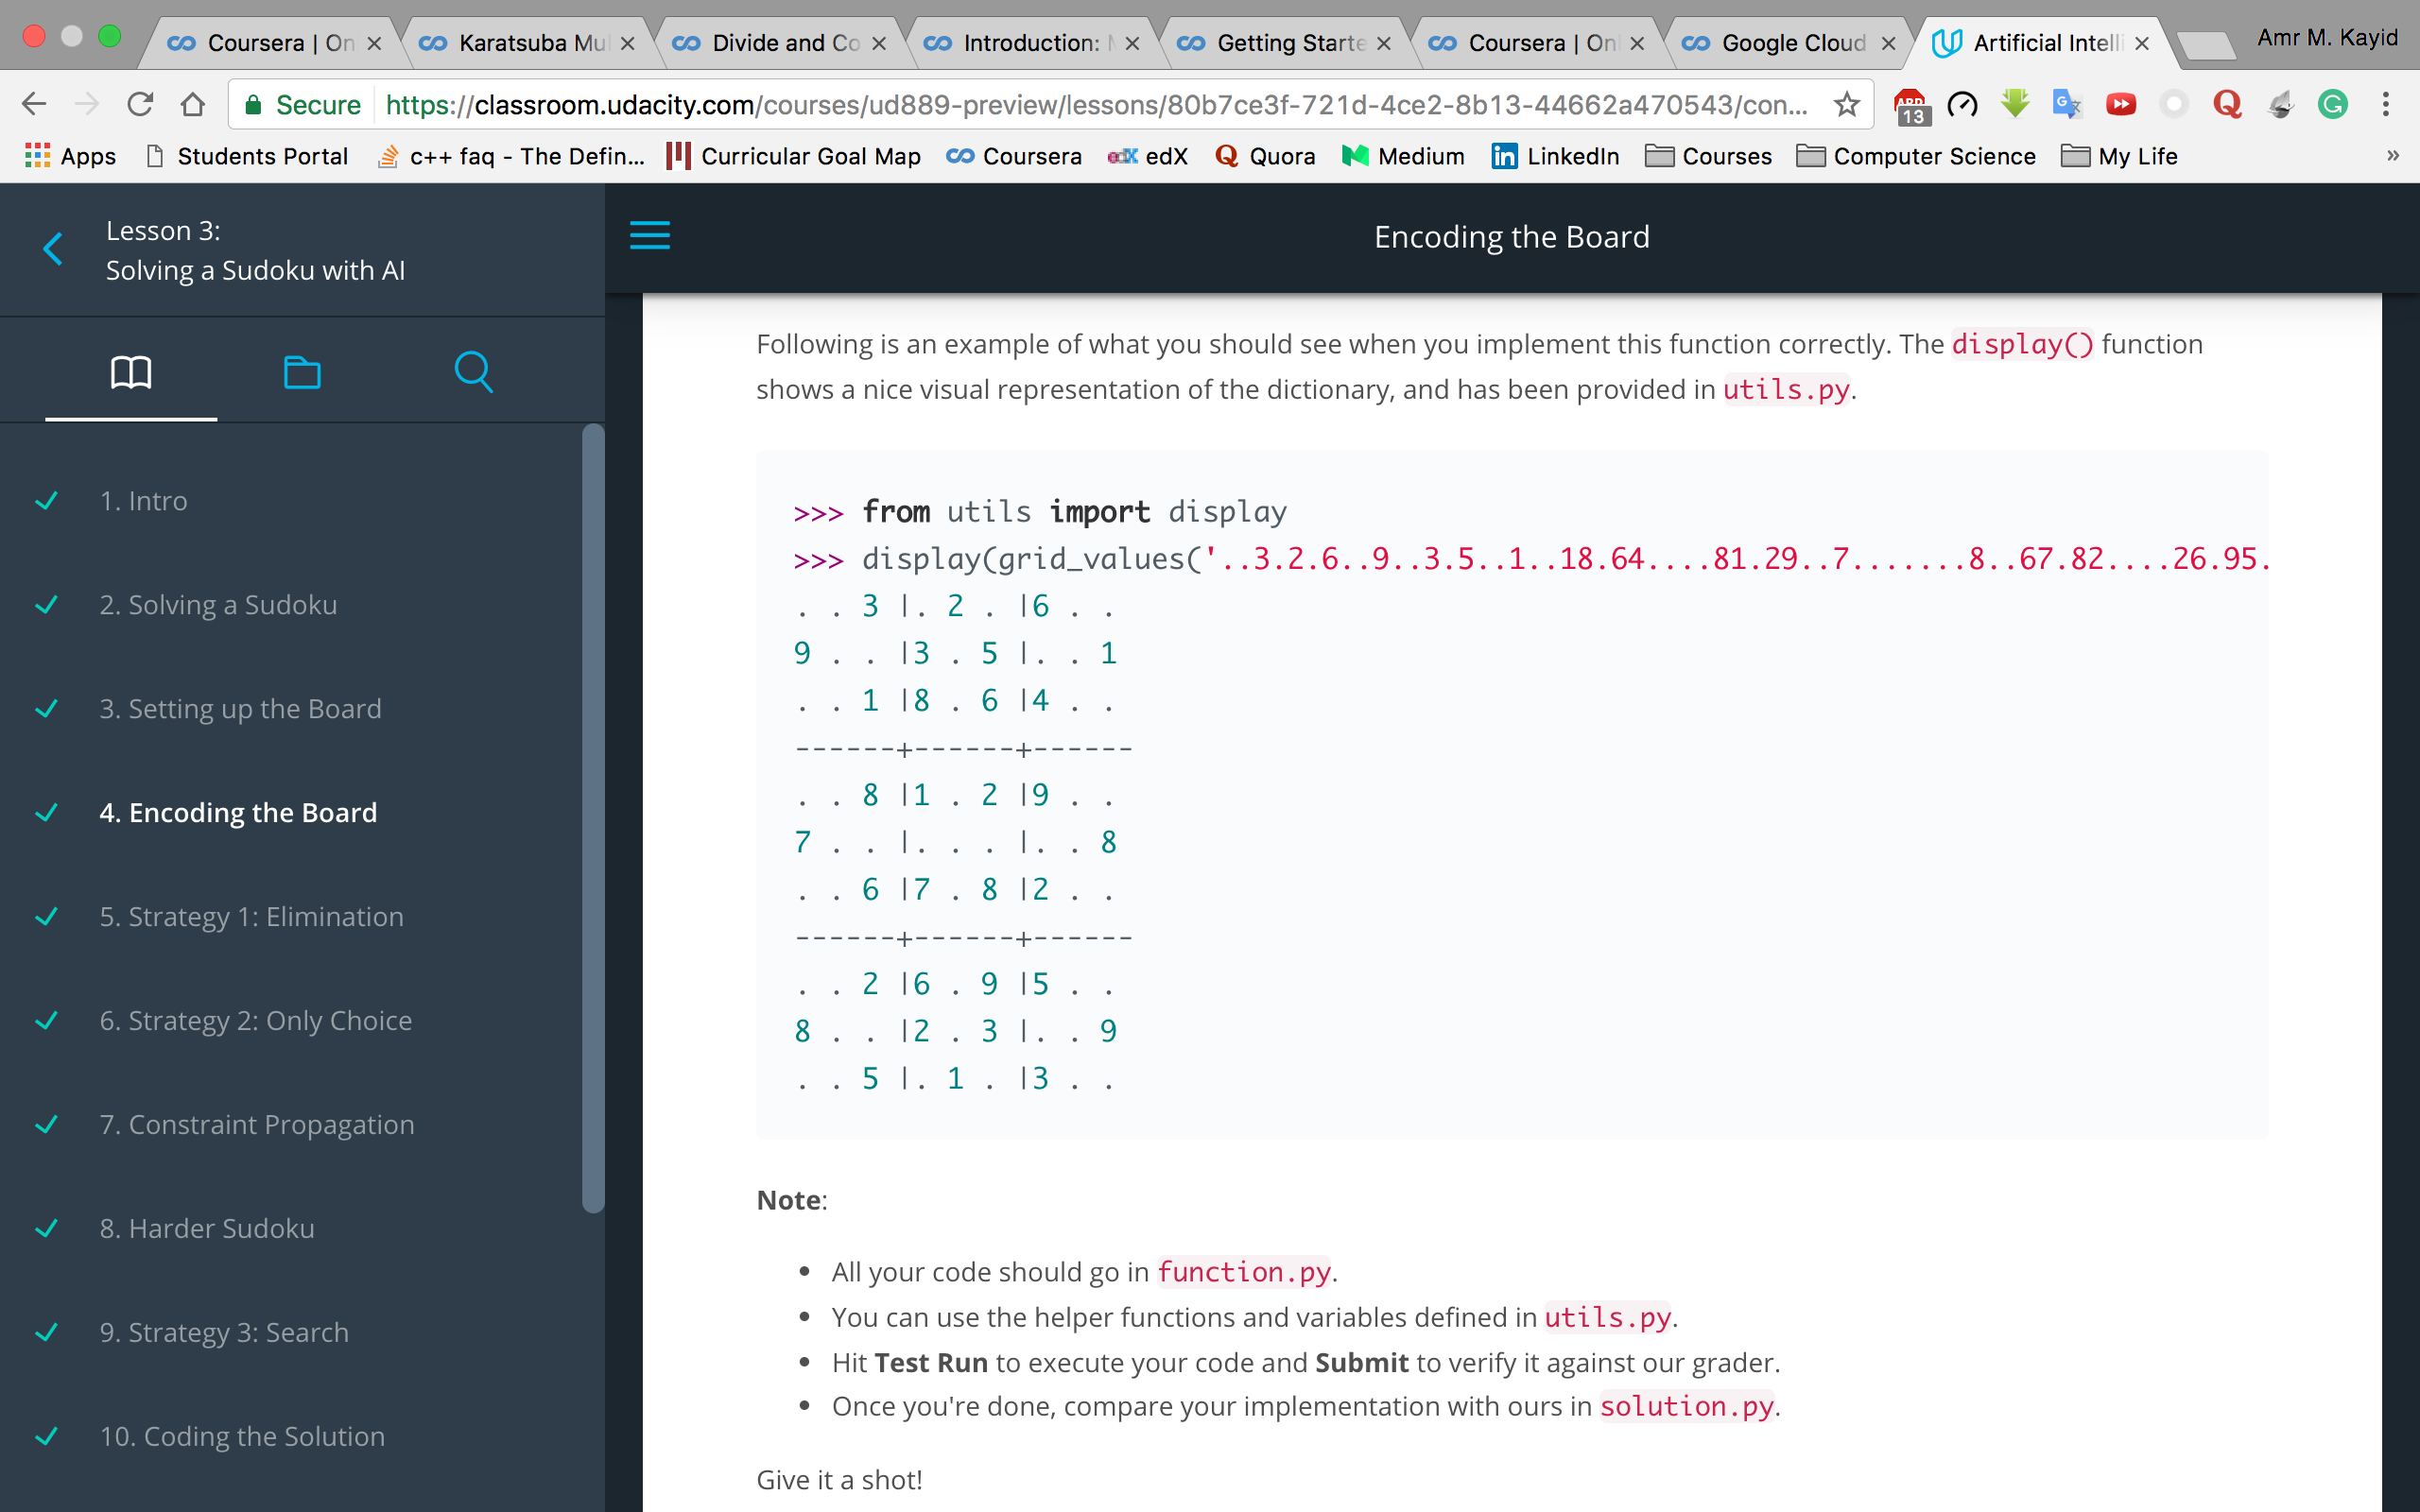 Coursera | On
Karatsuba Mul
Divide and Co
Introduction:
Getting Starte
Coursera | Onl
Google Cloud
Artificial Intelli
Amr M. Kayid
Secure https://classroom.udacity.com/courses/ud889-preview/lessons/80b7ce3f-721d-4ce2-8b13-44662a470543/con...
ABP
13
Apps Students Portal c++ faq - The Defin... Curricular Goal Map Coursera edX Quora Medium LinkedIn Courses Computer Science My Life »
Lesson 3:
Solving a Sudoku with AI
1. Intro
2. Solving a Sudoku
3. Setting up the Board
4. Encoding the Board
5. Strategy 1: Elimination
6. Strategy 2: Only Choice
7. Constraint Propagation
8. Harder Sudoku
9. Strategy 3: Search
10. Coding the Solution
Encoding the Board
Following is an example of what you should see when you implement this function correctly. The display() function
shows a nice visual representation of the dictionary, and has been provided in utils.py.
>>> from utils import display
>>> display(grid_values('..3.2.6..9..3.5..1..18.64....81.29..7.......8..67.82....26.95.
. . 3 |. 2 . |6 . .
9 . . |3 . 5 |. . 1
. . 1 |8 . 6 |4 . .
------+------+------
. . 8 |1 . 2 |9 . .
7 . . |. . . |. . 8
. . 6 |7 . 8 |2 . .
------+------+------
. . 2 |6 . 9 |5 . .
8 . . |2 . 3 |. . 9
. . 5 |. 1 . |3 . .
Note:
• All your code should go in function.py.
• You can use the helper functions and variables defined in utils.py.
• Hit Test Run to execute your code and Submit to verify it against our grader.
• Once you're done, compare your implementation with ours in solution.py.
Give it a shot!